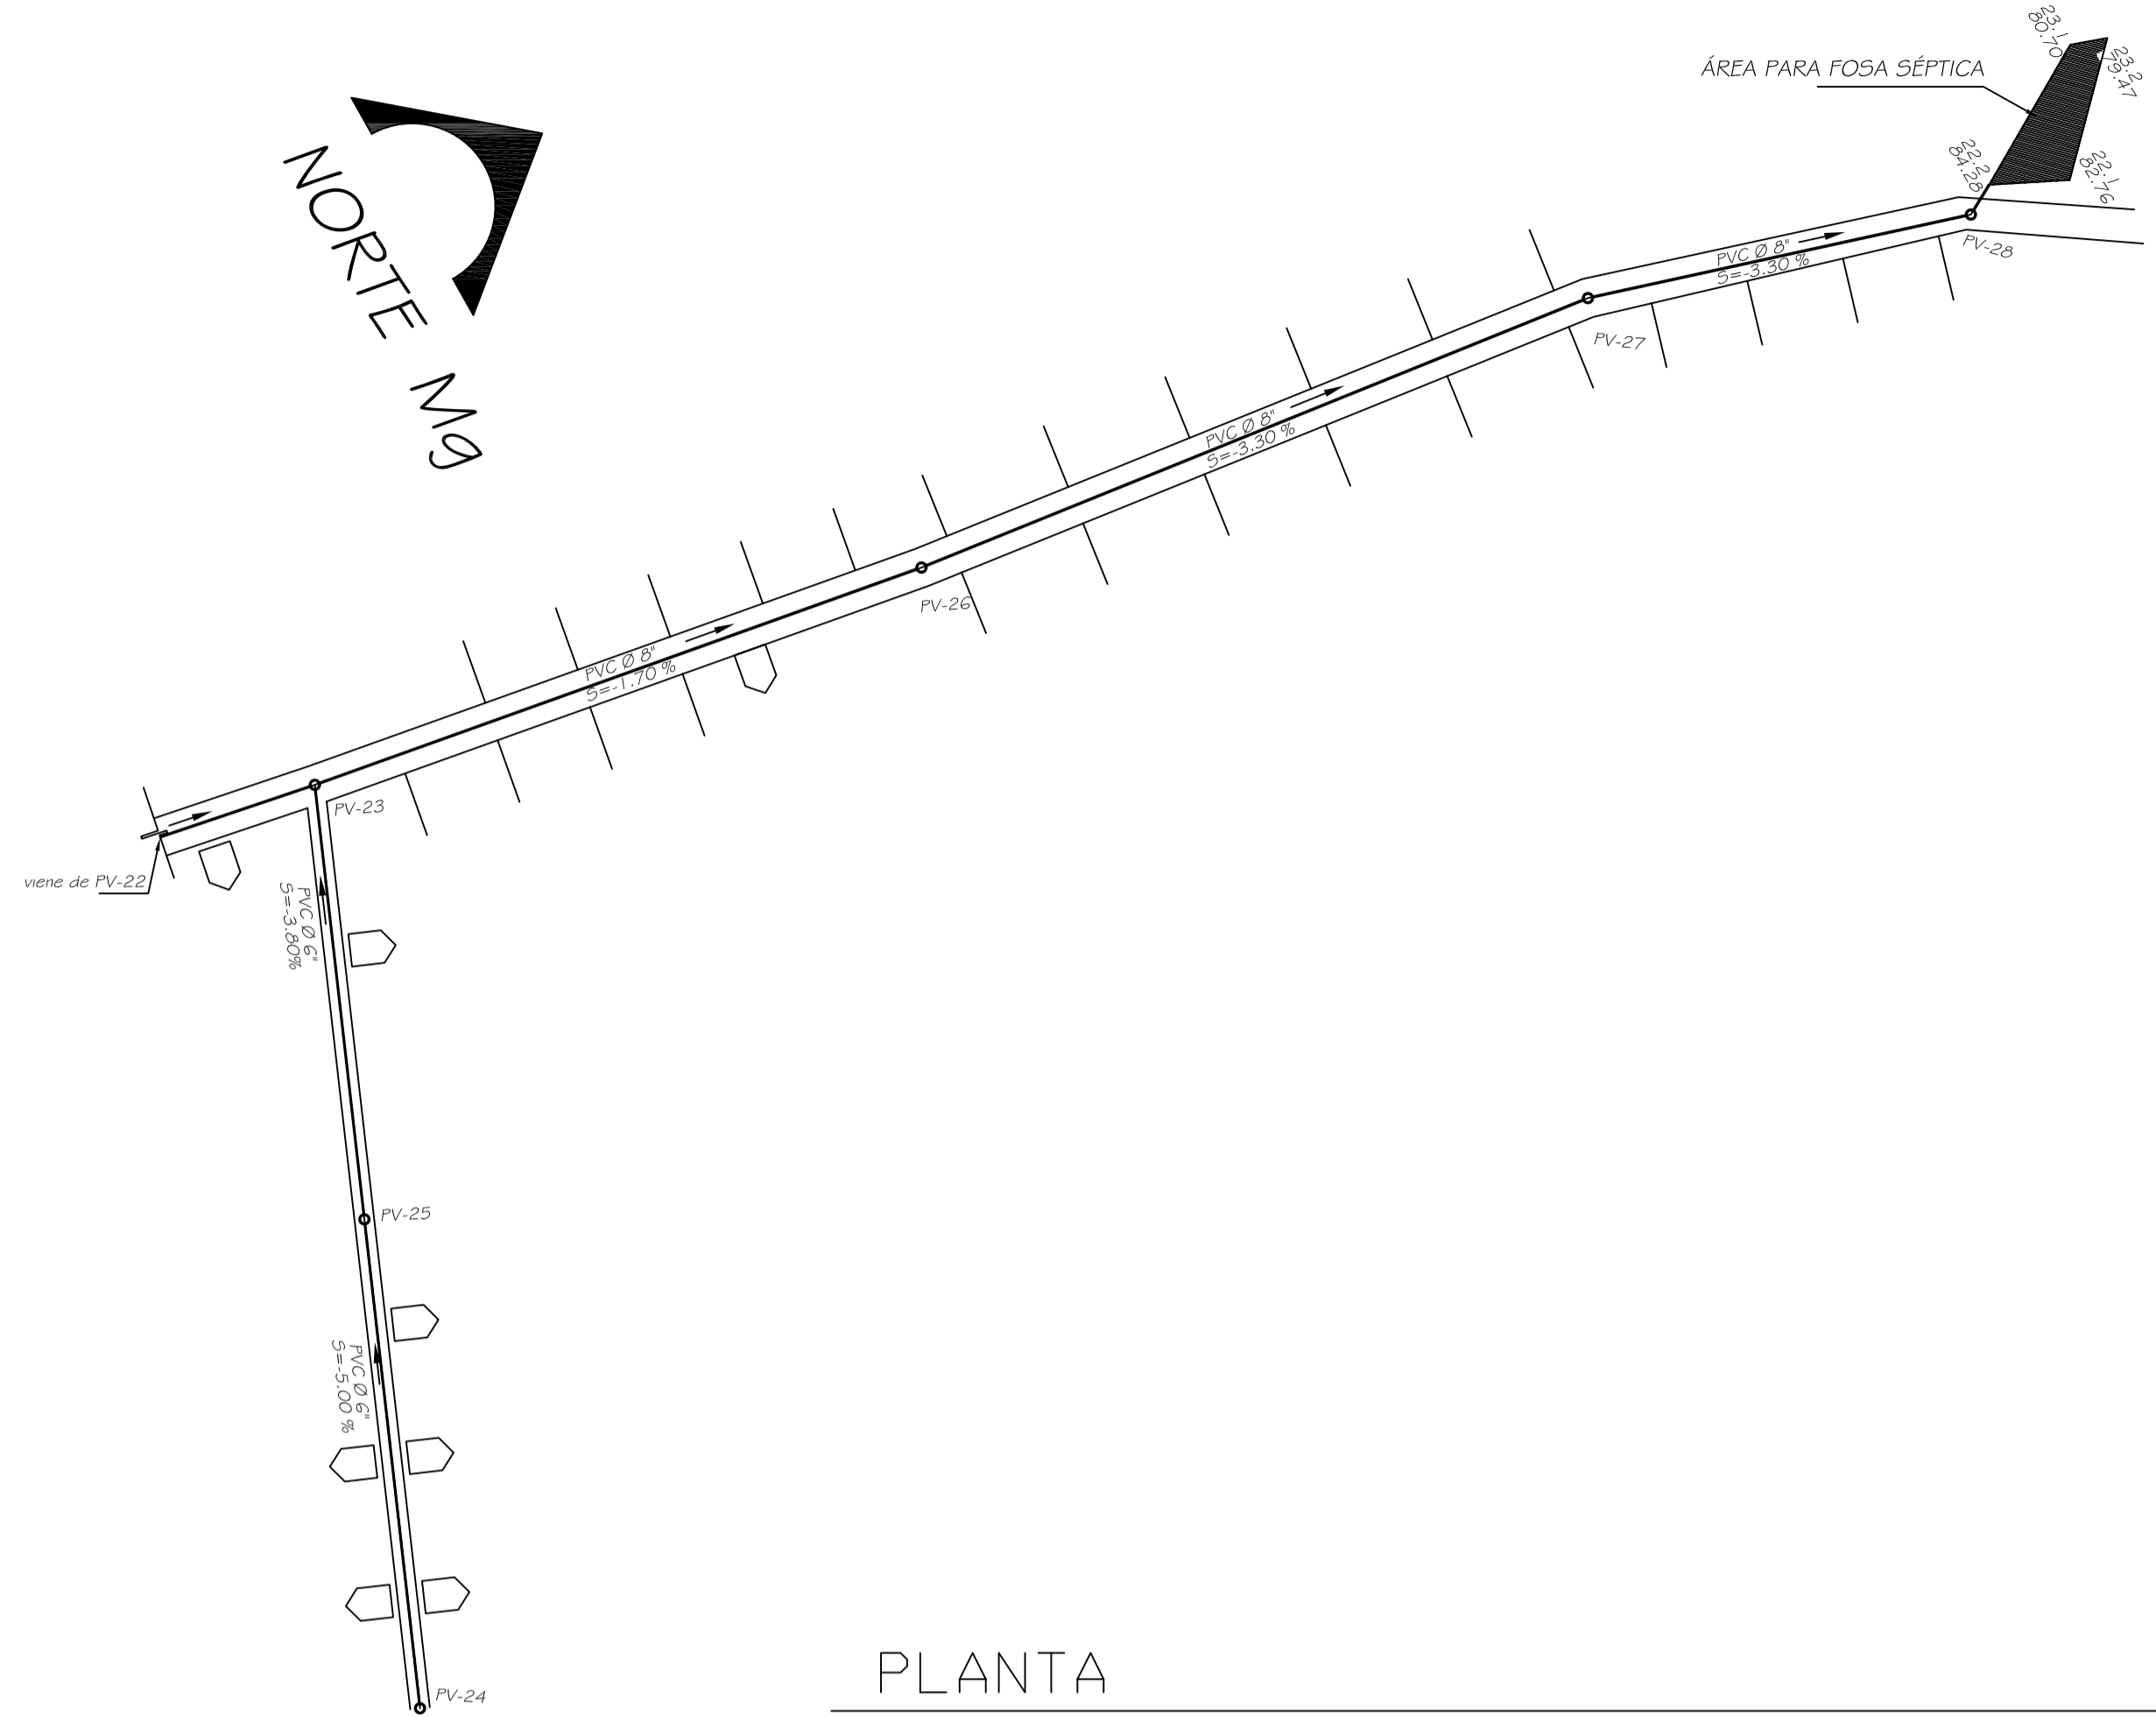 23.1
80.70
23.2
79.47
ÁREA PARA FOSA SÉPTICA
22.2
84.28
22.1
82.76
NORTE Mg
PV-28
PVC Ø 8"
S=-3.30 %
PV-27
PVC Ø 8"
S=-3.30 %
PV-26
PVC Ø 8"
S=-1.70 %
PV-23
viene de PV-22
PVC Ø 6"
S=-3.80%
PV-25
PVC Ø 6"
S=-5.00 %
PV-24
PLANTA